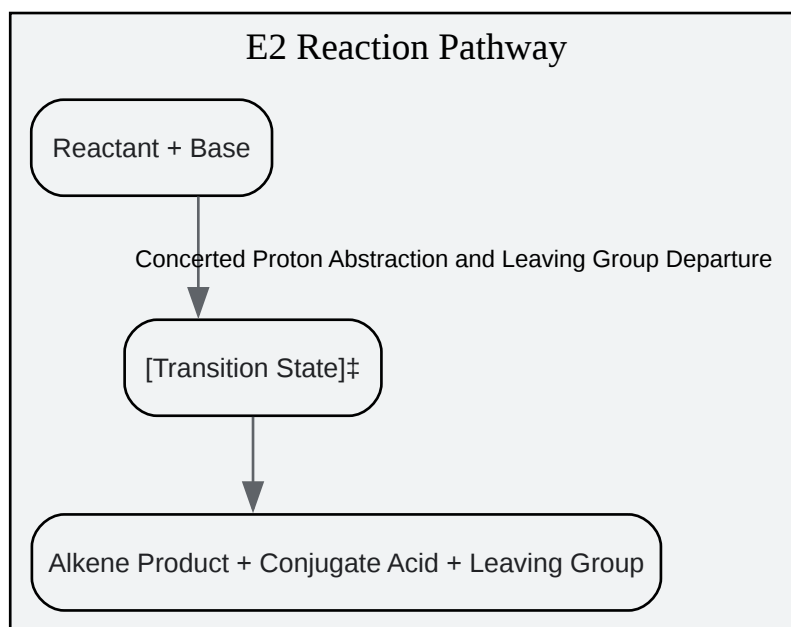 E2 Reaction Pathway
Reactant + Base
Concerted Proton Abstraction and Leaving Group Departure
[Transition State]‡
Alkene Product + Conjugate Acid + Leaving Group